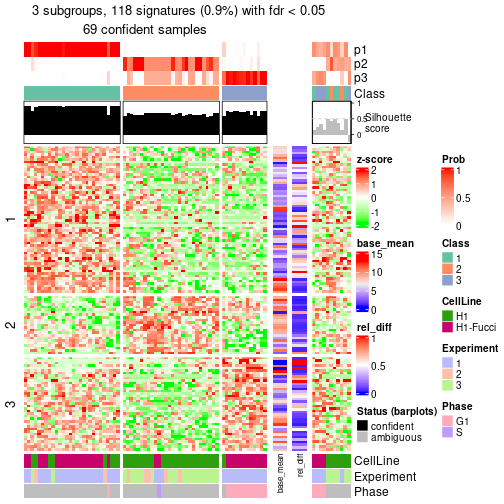 3 subgroups, 118 signatures (0.9%) with fdr < 0.05
69 confident samples
p1
p2
p3
Class
1
0.5
0
Silhouette
score
1
2
3
z-score
2
1
0
-1
-2
base_mean
15
10
5
0
rel_diff
1
0.5
0
Status (barplots)
confident
ambiguous
Prob
1
0.5
0
Class
1
2
3
CellLine
H1
H1-Fucci
Experiment
1
2
3
Phase
G1
S
CellLine
Experiment
Phase
base_mean
rel_diff